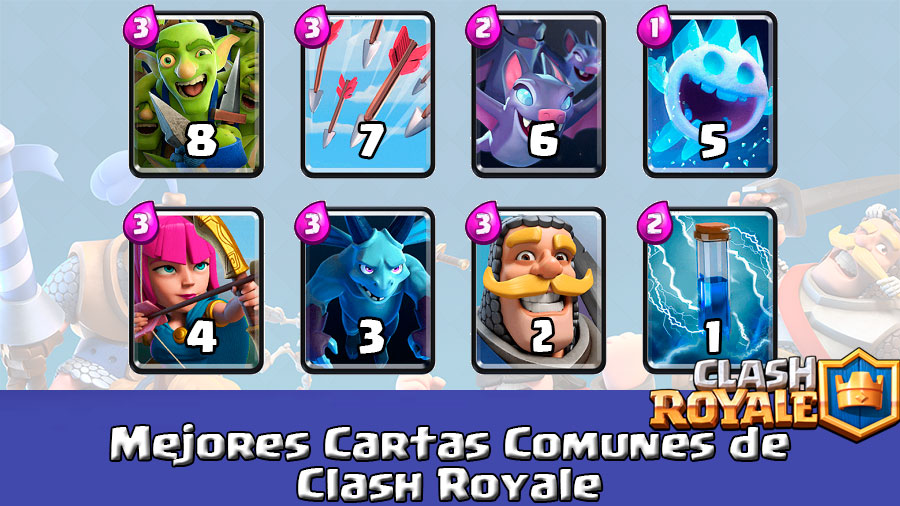 3 3 2 1
8 7 6 5
3 3 3 2
4 3 2 1
CLASH
ROYALE
Mejores Cartas Comunes de
Clash Royale